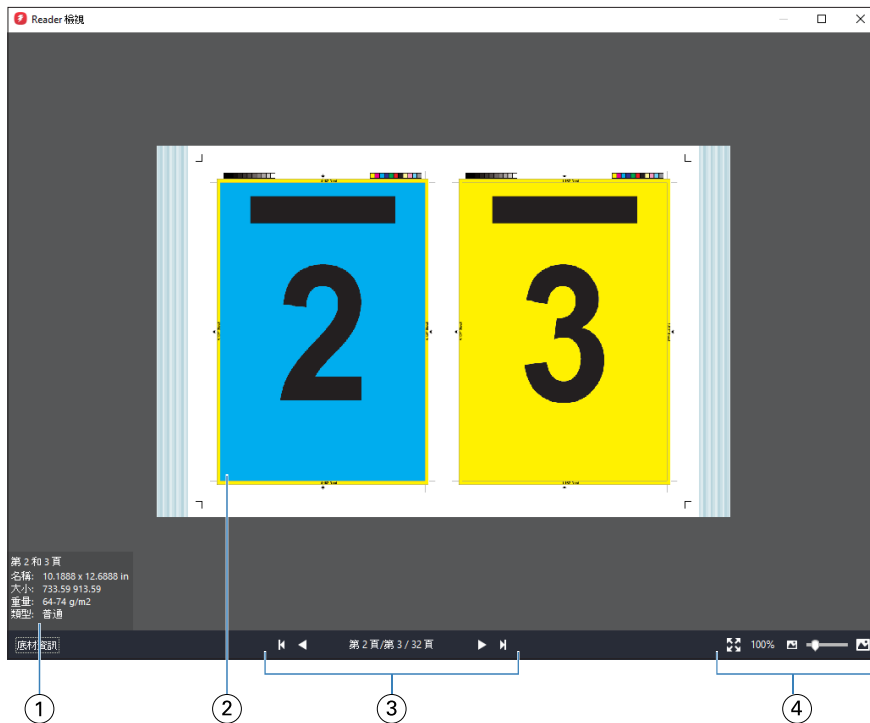 Reader 檢視
2
3
第 2 和 3 頁
名稱: 10.1888 x 12.6888 in
大小: 733.59 913.59
重量: 64-74 g/m2
類型: 普通
底材資訊
第 2 頁/第 3 / 32 頁
100%
1
2
3
4